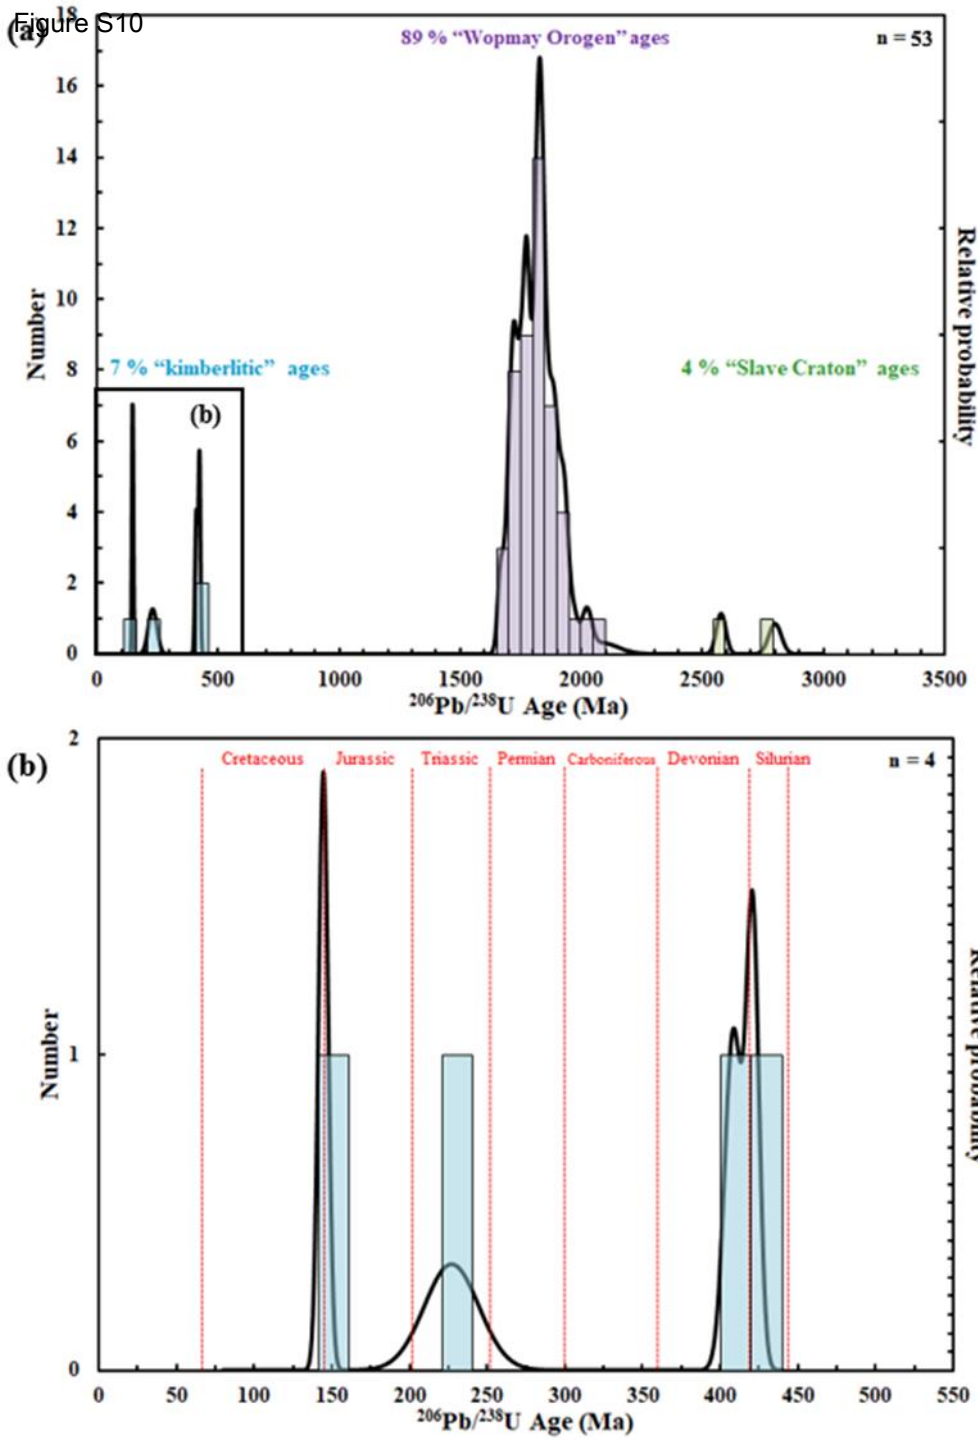 Figure S10
(a)
18
89 % “Wopmay Orogen” ages
n = 53
16
14
12
10
8
6
4
2
0
Number
Relative probability
7 % “kimberlitic” ages
4 % “Slave Craton” ages
(b)
0 500 1000 1500 2000 2500 3000 3500
206Pb/238U Age (Ma)
(b)
2
Cretaceous Jurassic Triassic Permian Carboniferous Devonian Silurian
n = 4
1
0
Number
Relative probability
0 50 100 150 200 250 300 350 400 450 500 550
206Pb/238U Age (Ma)